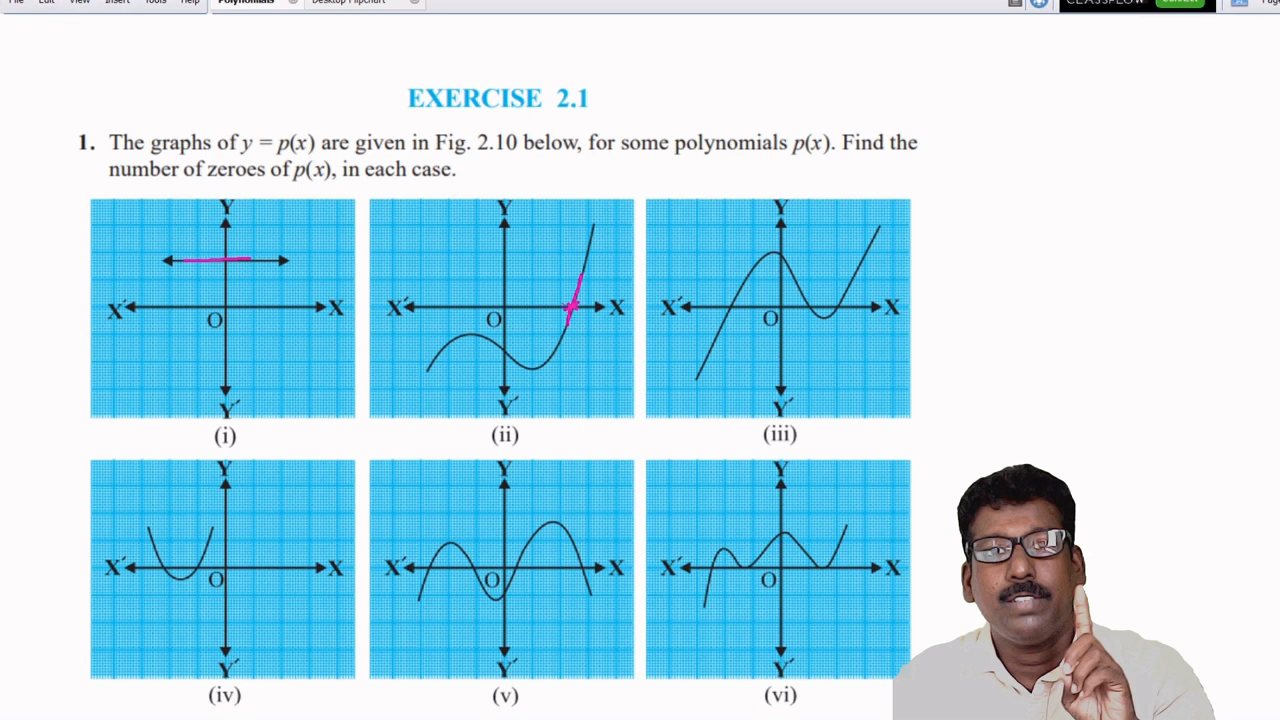 File Edit View Insert Tools Help Polynomials Desktop Flipchart CLASSFLOW CONNECT
EXERCISE 2.1
1. The graphs of y = p(x) are given in Fig. 2.10 below, for some polynomials p(x). Find the
number of zeroes of p(x), in each case.
Y Y Y
X′ O X X′ O X X′ O X
Y′ Y′ Y′
(i) (ii) (iii)
Y Y Y
X′ O X X′ O X X′ O X
Y′ Y′ Y′
(iv) (v) (vi)